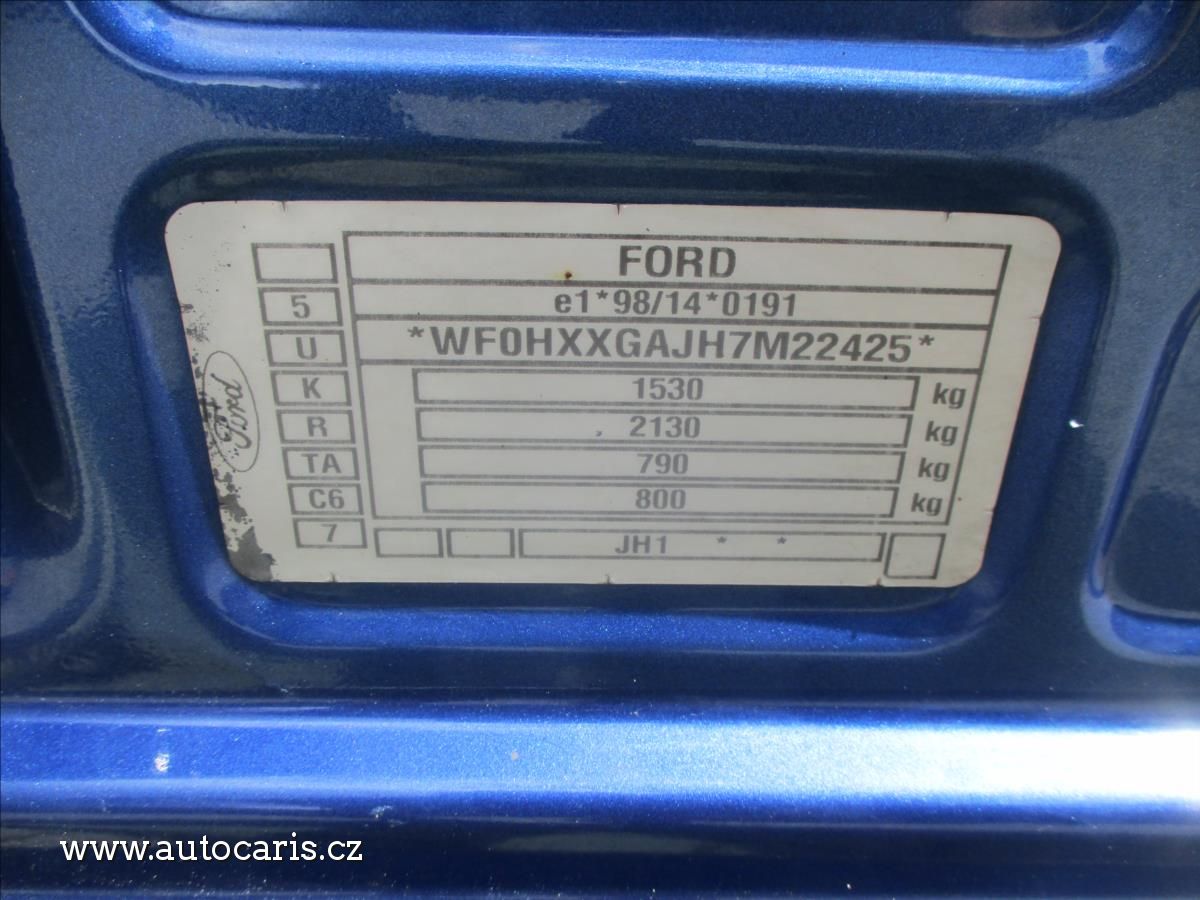 FORD
5 e1*98/14*0191
U *WF0HXXGAJH7M22425*
K 1530 kg
R 2130 kg
TA 790 kg
C6 800 kg
7 JH1 * *
Ford
www.autocaris.cz